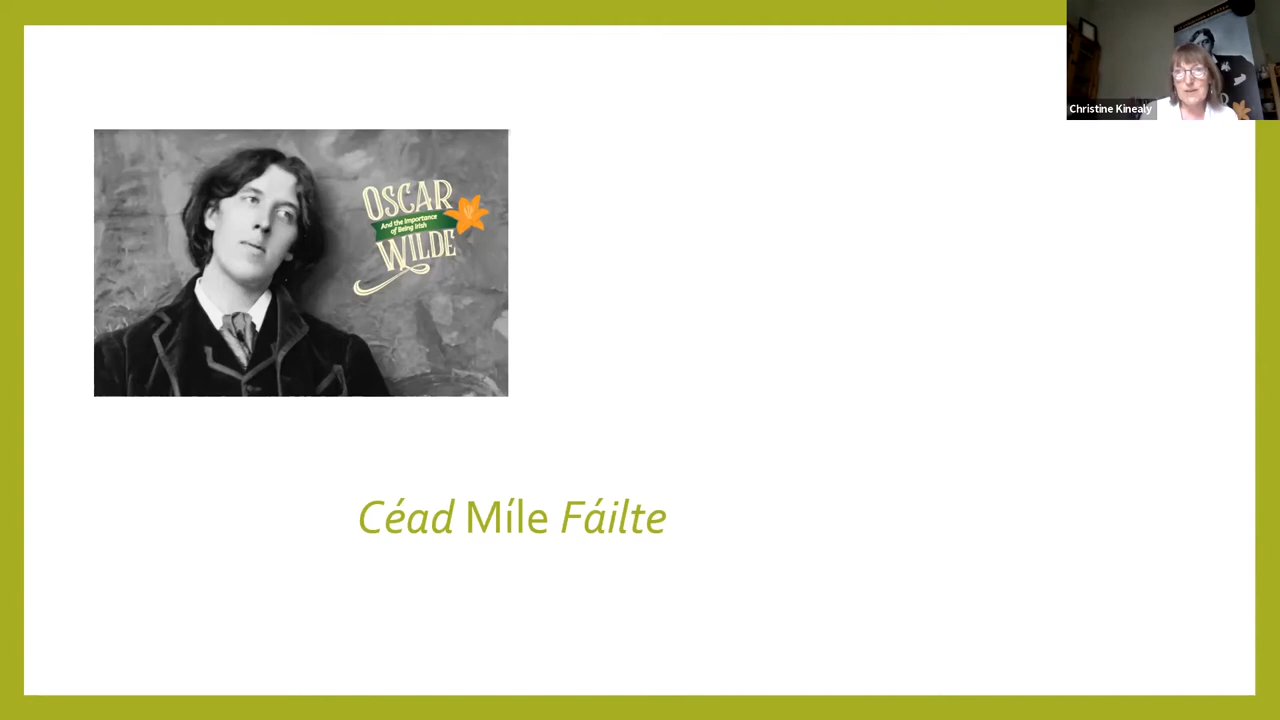 Christine Kinealy
OSCAR
And the Importance
of Being Irish
WILDE
Céad Míle Fáilte